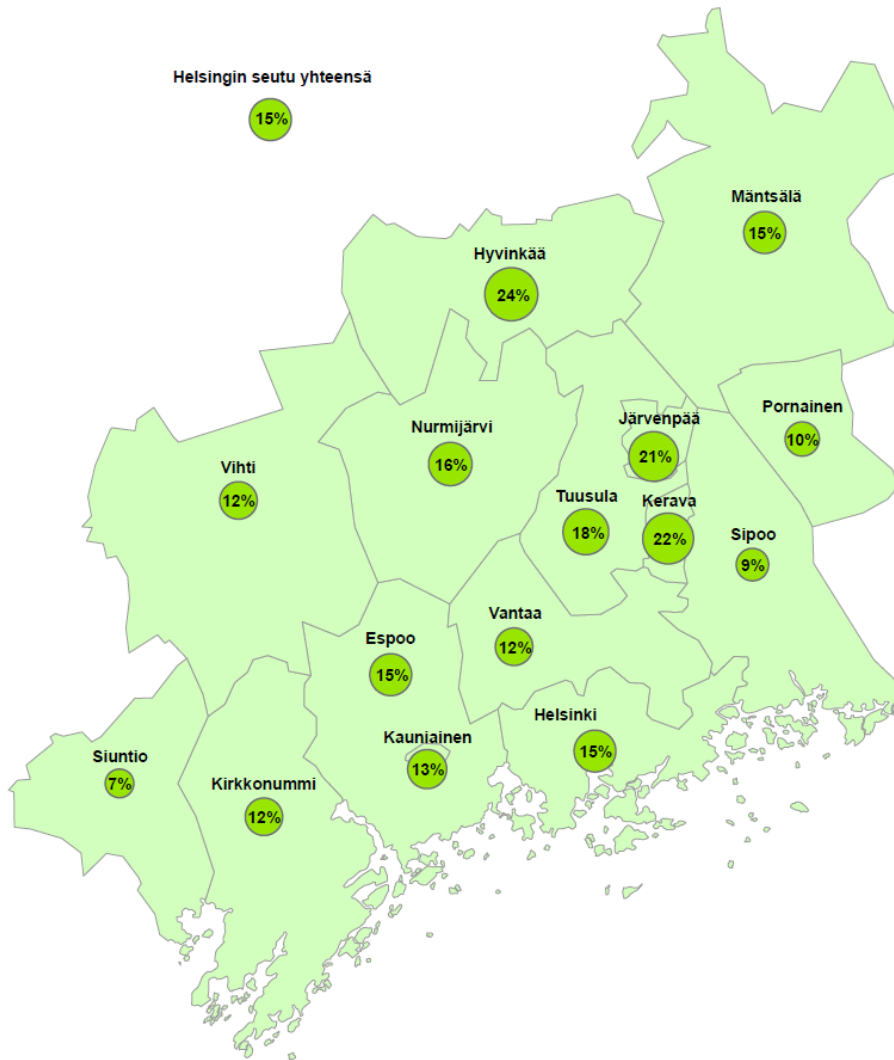 Helsingin seutu yhteensä
15%
Mäntsälä
15%
Hyvinkää
24%
Pornainen
10%
Järvenpää
21%
Nurmijärvi
16%
Vihti
12%
Tuusula
18%
Kerava
22%
Sipoo
9%
Vantaa
12%
Espoo
15%
Helsinki
15%
Kauniainen
13%
Siuntio
7%
Kirkkonummi
12%